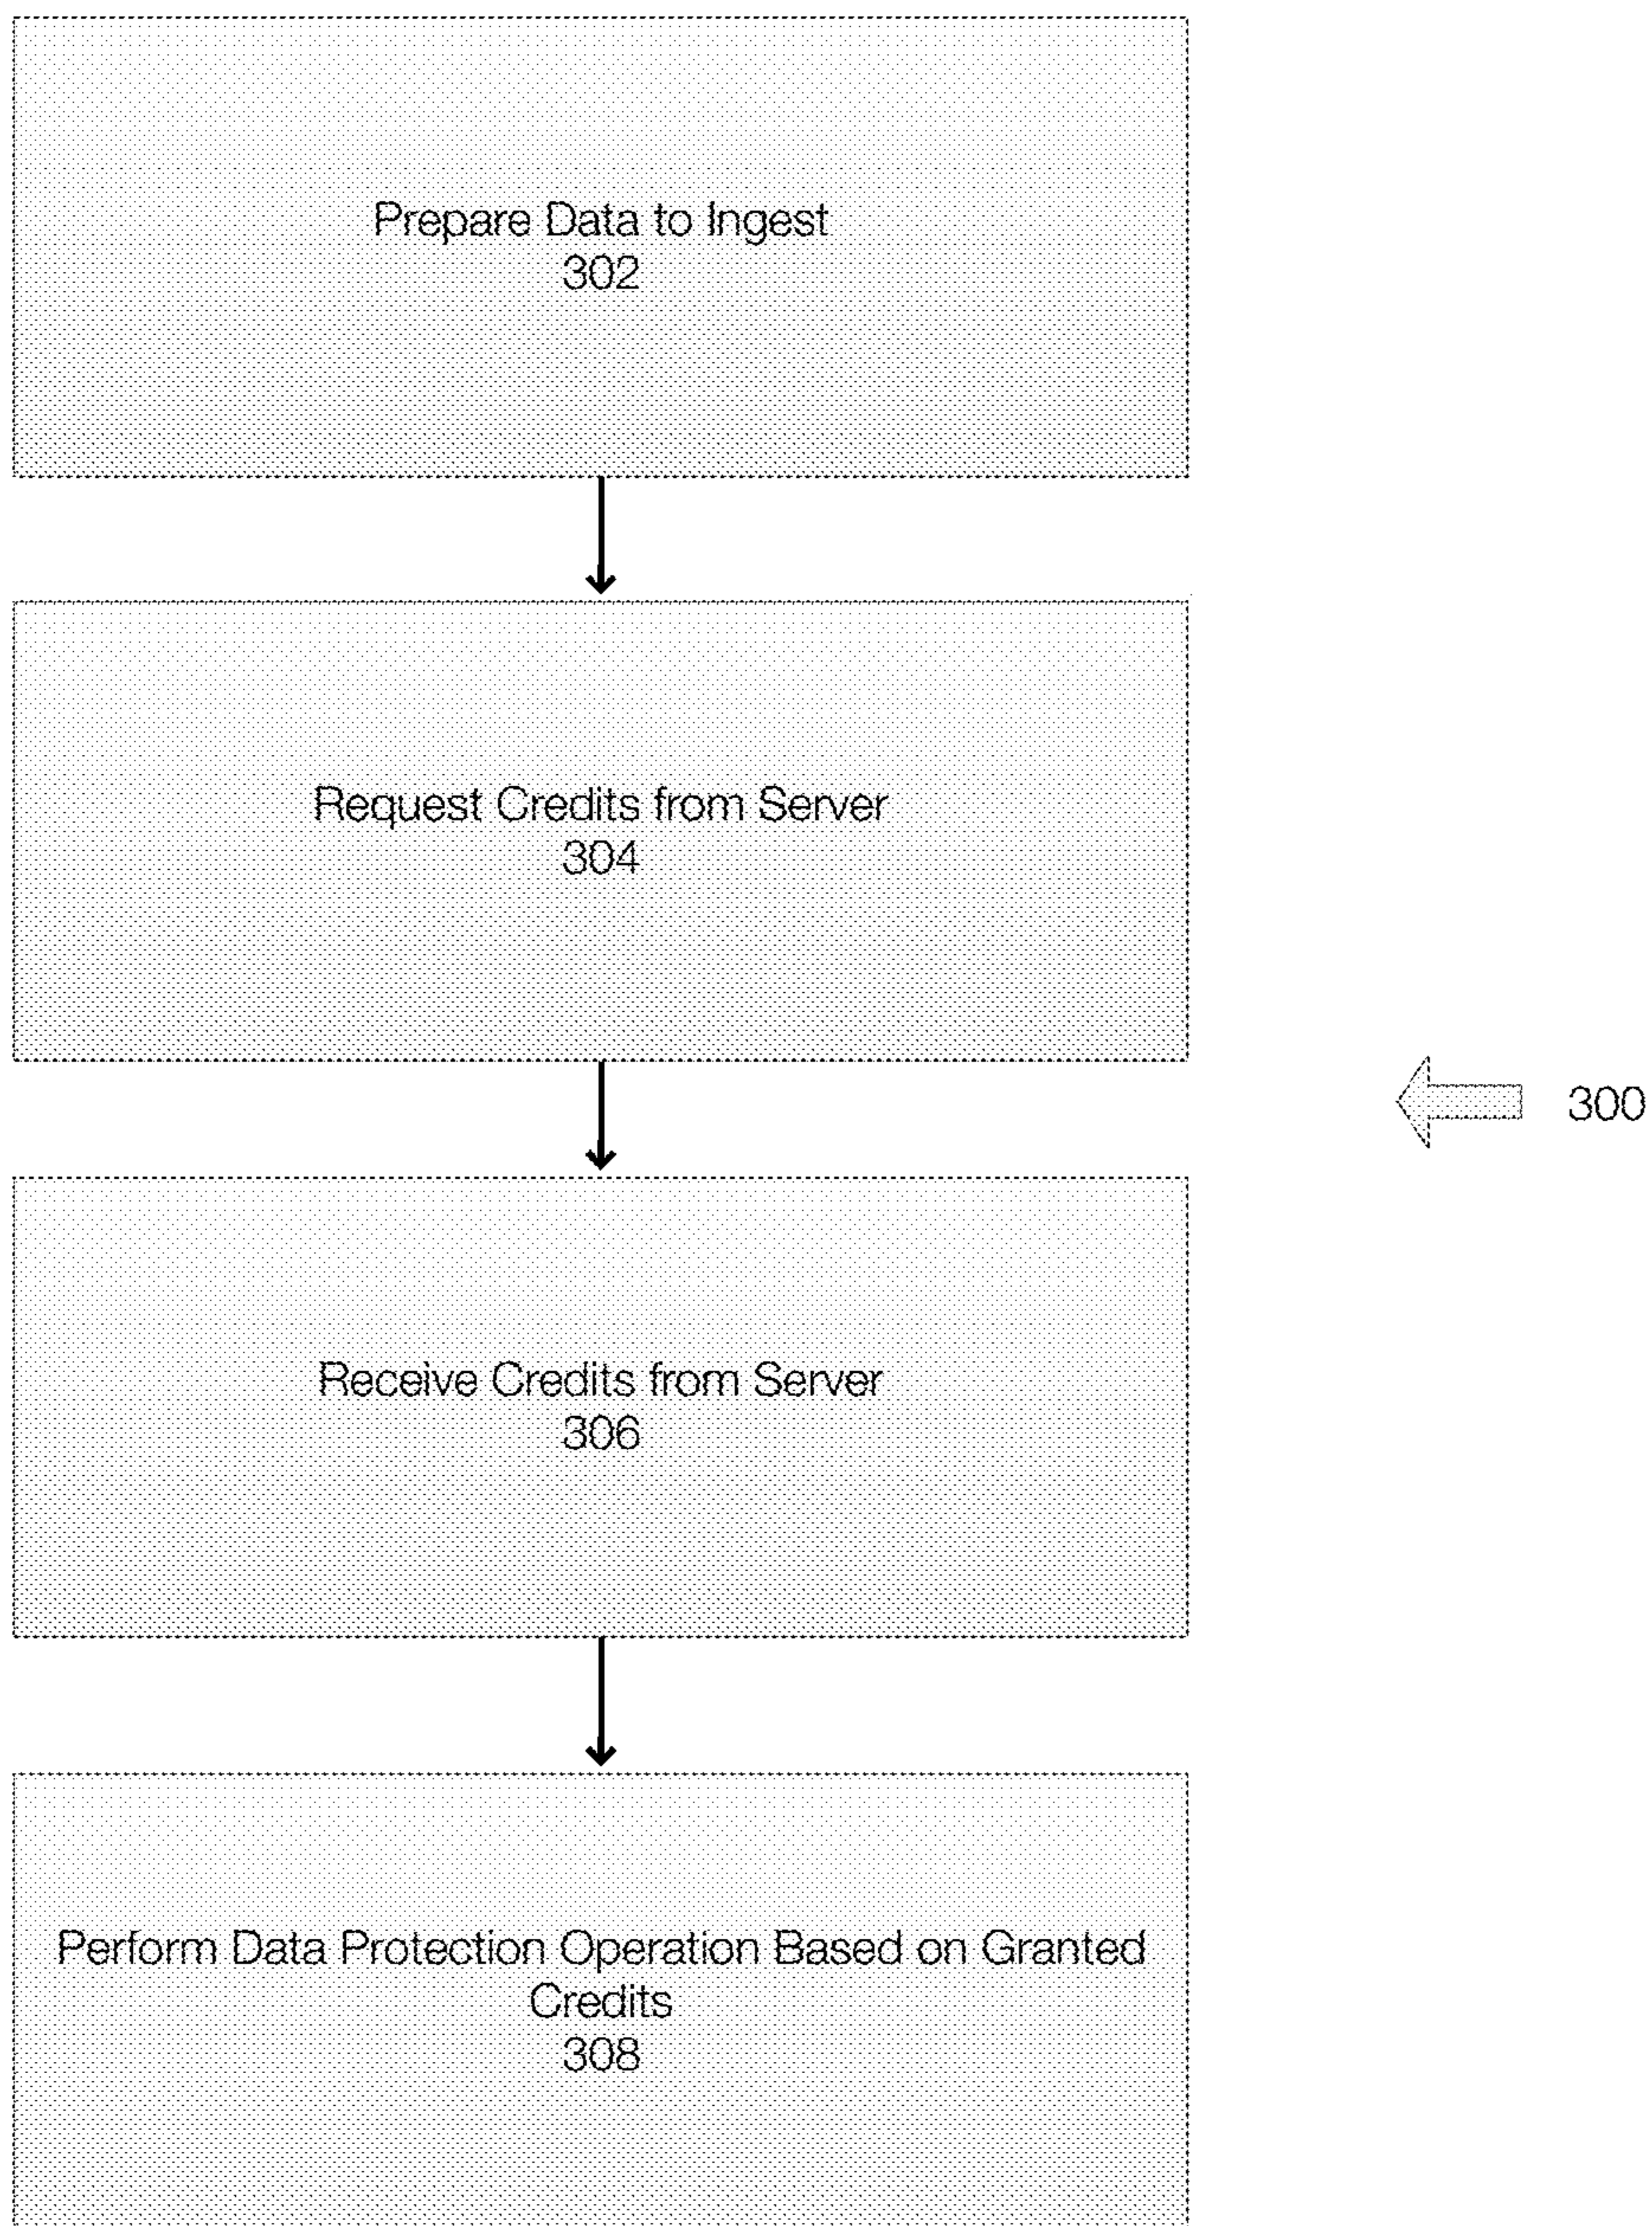 Prepare Data to Ingest
302
Request Credits from Server
304
300
Receive Credits from Server
306
Perform Data Protection Operation Based on Granted
Credits
308